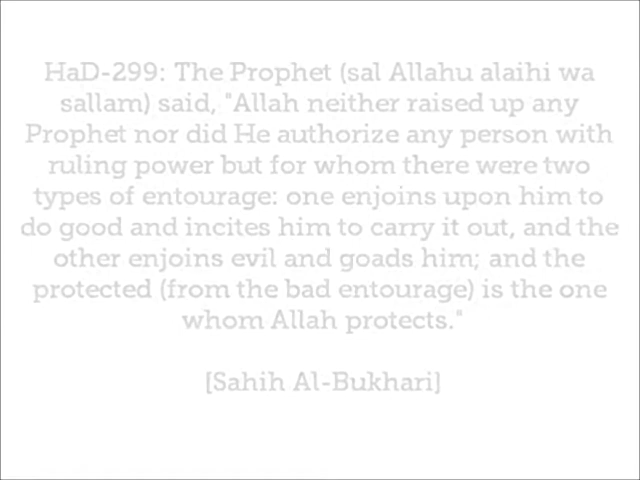 HaD-299: The Prophet (sal Allahu alaihi wa
sallam) said, "Allah neither raised up any
Prophet nor did He authorize any person with
ruling power but for whom there were two
types of entourage: one enjoins upon him to
do good and incites him to carry it out, and the
other enjoins evil and goads him; and the
protected (from the bad entourage) is the one
whom Allah protects."
[Sahih Al-Bukhari]